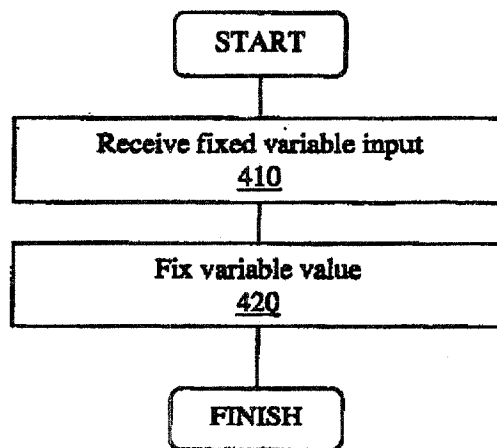 START
Receive fixed variable input
410
Fix variable value
420
FINISH